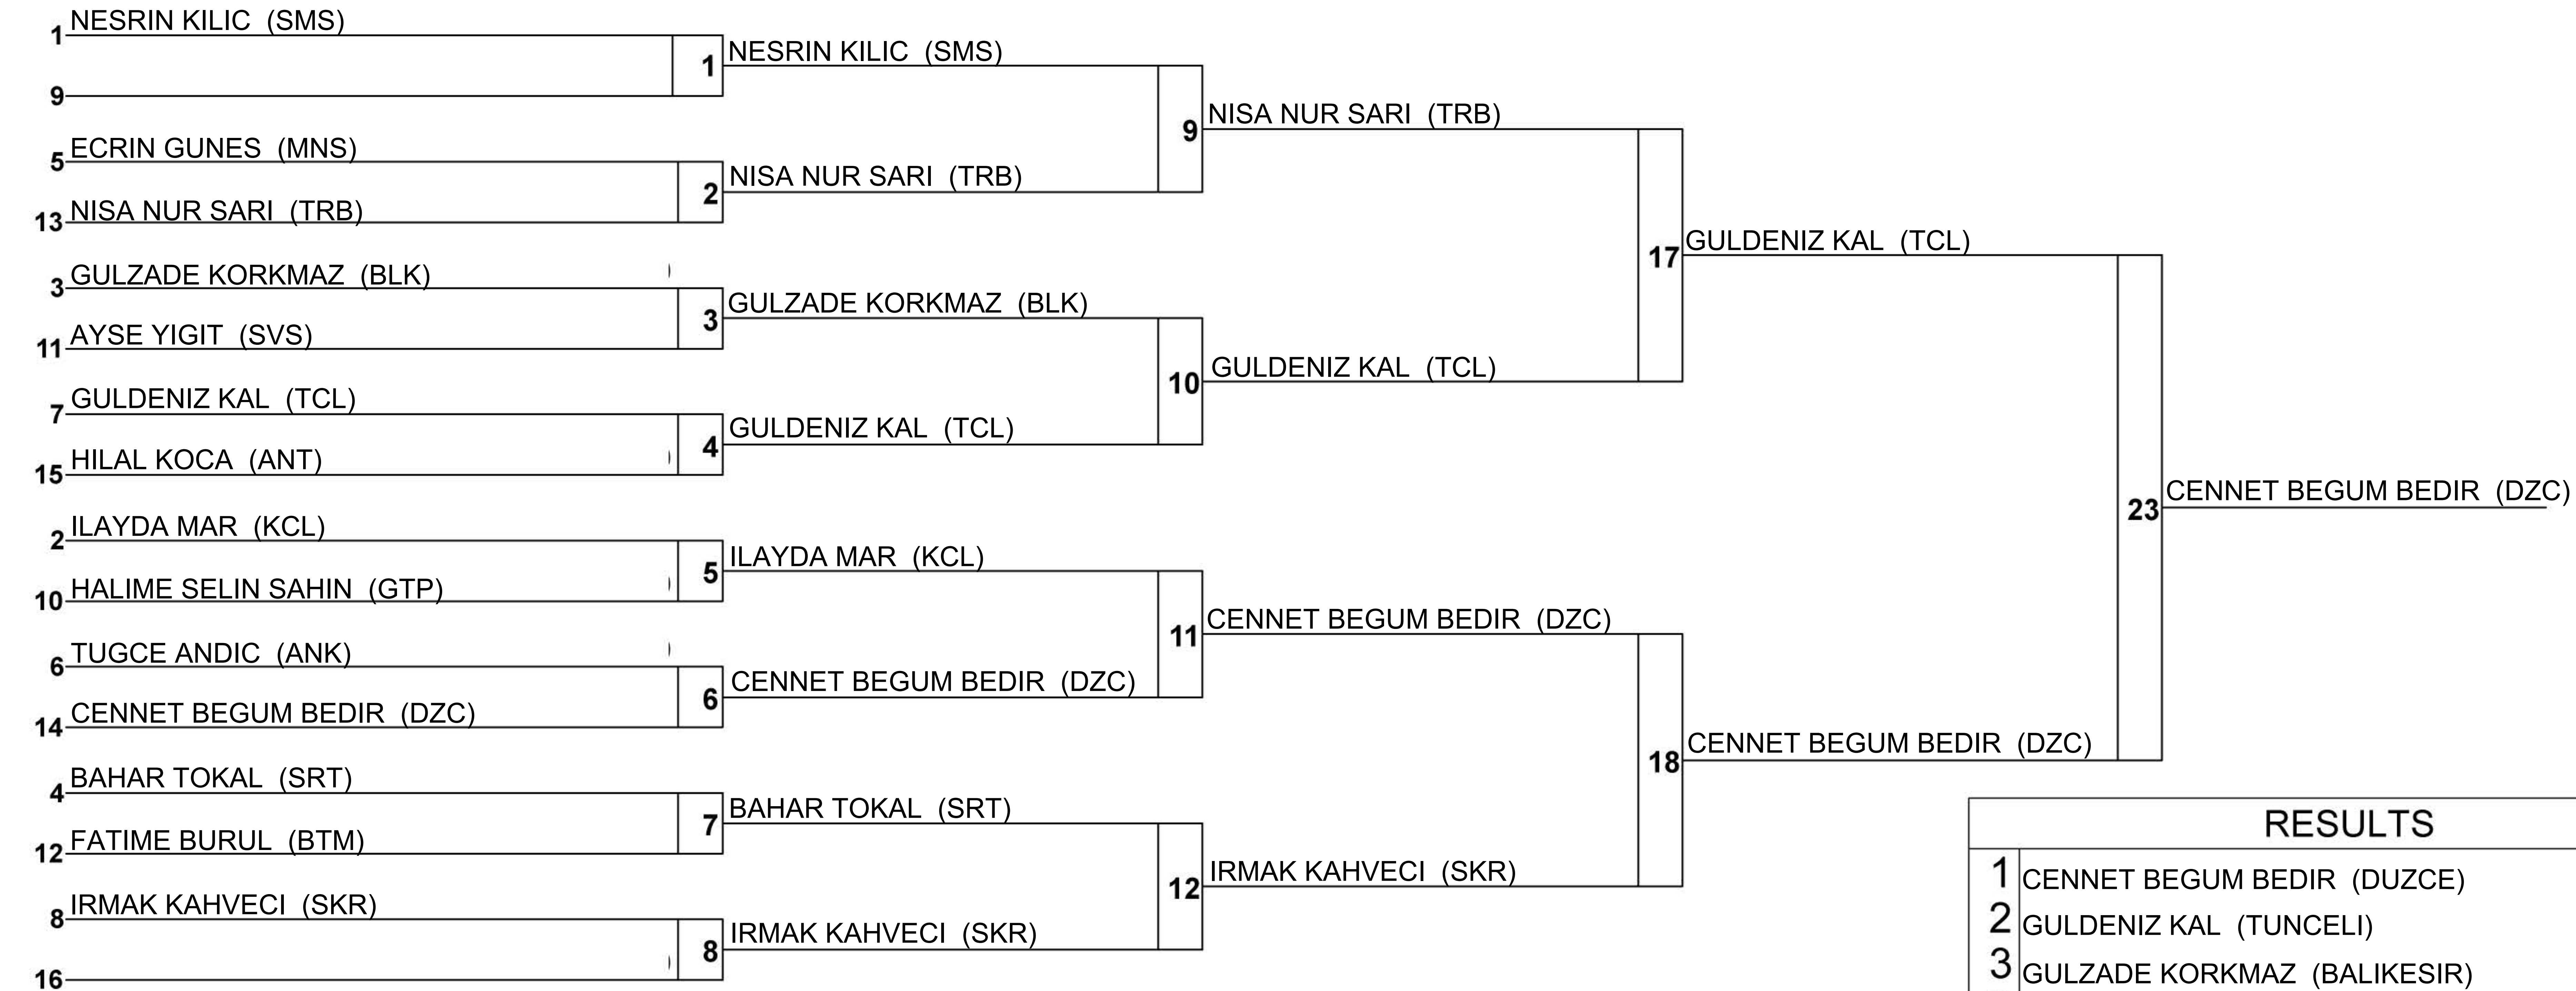 1 NESRIN KILIC (SMS)
1 NESRIN KILIC (SMS)
9
9 NISA NUR SARI (TRB)
5 ECRIN GUNES (MNS)
2 NISA NUR SARI (TRB)
13 NISA NUR SARI (TRB)
17 GULDENIZ KAL (TCL)
3 GULZADE KORKMAZ (BLK)
3 GULZADE KORKMAZ (BLK)
11 AYSE YIGIT (SVS)
10 GULDENIZ KAL (TCL)
7 GULDENIZ KAL (TCL)
4 GULDENIZ KAL (TCL)
15 HILAL KOCA (ANT)
23 CENNET BEGUM BEDIR (DZC)
2 ILAYDA MAR (KCL)
5 ILAYDA MAR (KCL)
10 HALIME SELIN SAHIN (GTP)
11 CENNET BEGUM BEDIR (DZC)
6 TUGCE ANDIC (ANK)
6 CENNET BEGUM BEDIR (DZC)
14 CENNET BEGUM BEDIR (DZC)
18 CENNET BEGUM BEDIR (DZC)
4 BAHAR TOKAL (SRT)
7 BAHAR TOKAL (SRT)
12 FATIME BURUL (BTM)
12 IRMAK KAHVECI (SKR)
8 IRMAK KAHVECI (SKR)
8 IRMAK KAHVECI (SKR)
16
RESULTS
1 CENNET BEGUM BEDIR (DUZCE)
2 GULDENIZ KAL (TUNCELI)
3 GULZADE KORKMAZ (BALIKESIR)